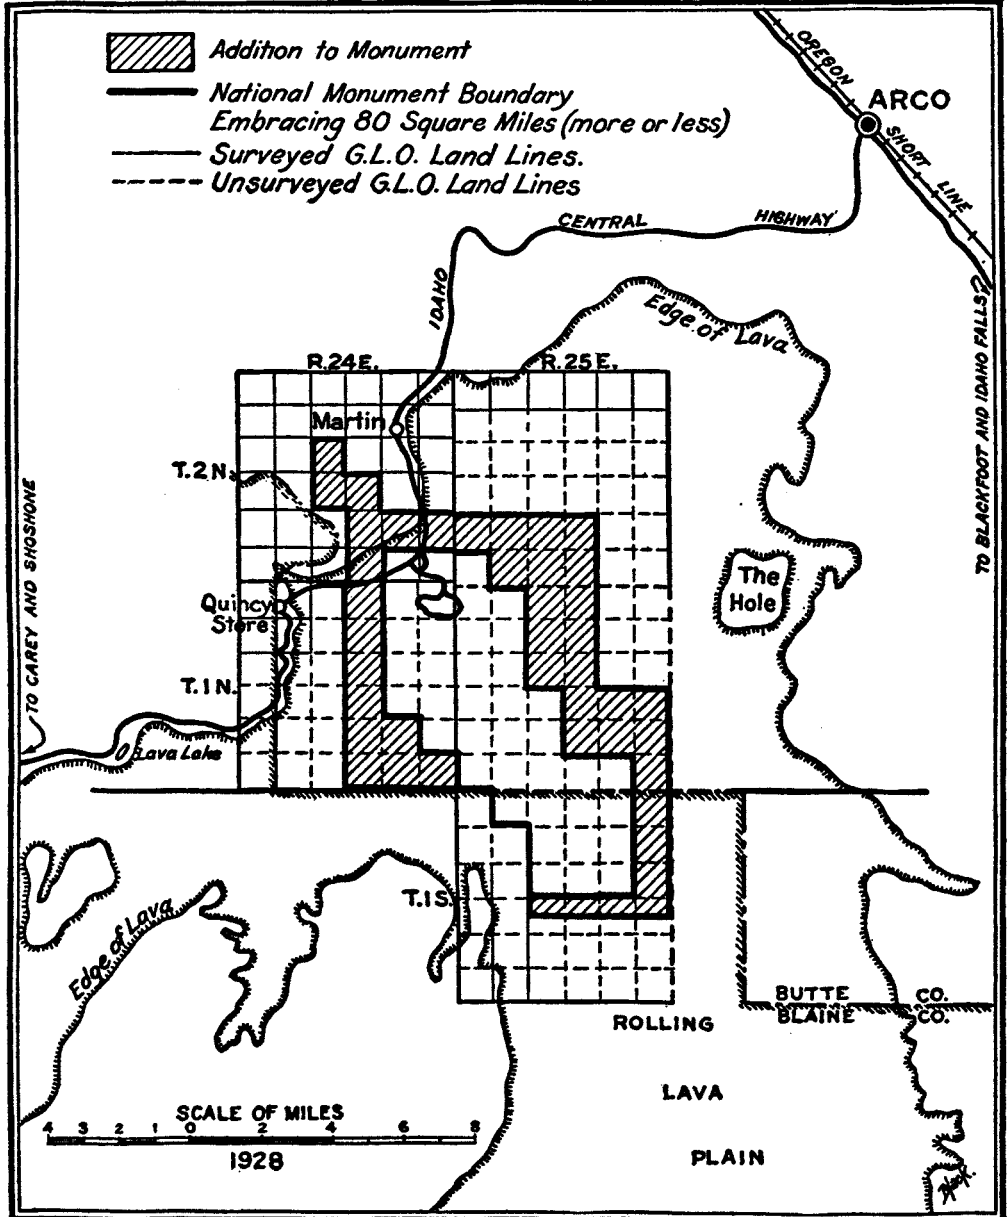 Addition to Monument
National Monument Boundary
Embracing 80 Square Miles (more or less)
Surveyed G.L.O. Land Lines.
Unsurveyed G.L.O. Land Lines
OREGON SHORT LINE
ARCO
IDAHO CENTRAL HIGHWAY
TO BLACKFOOT AND IDAHO FALLS
Edge of Lava
R.24E.
R.25E.
Martin
T.2N.
TO CAREY AND SHOSHONE
The
Hole
Quincy
Store
T.1N.
Lava Lake
T.1S.
Edge of Lava
BUTTE CO.
BLAINE CO.
ROLLING
LAVA
PLAIN
SCALE OF MILES
4 3 2 1 0 2 4 6 8
1928